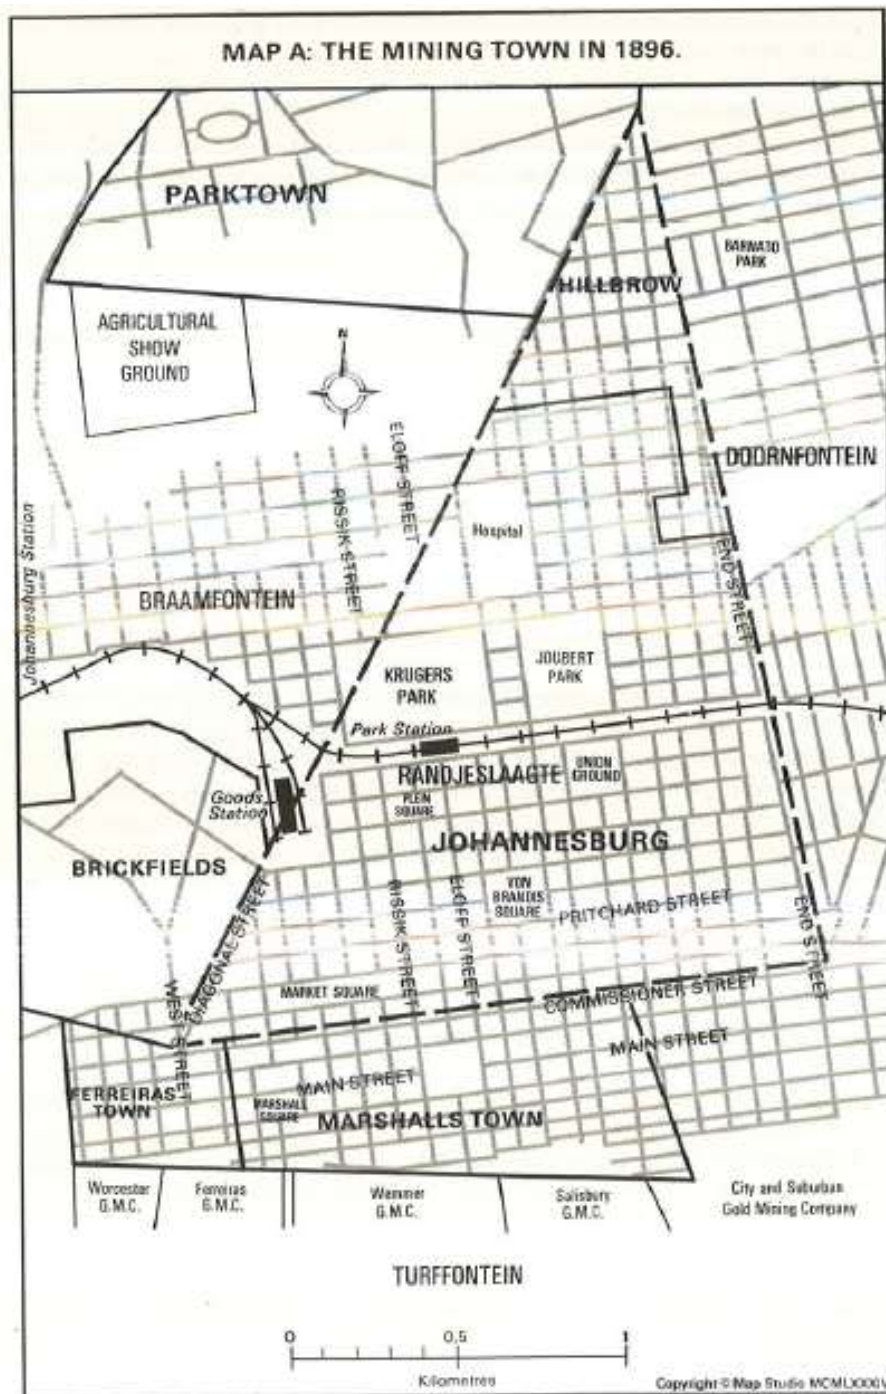 MAP A: THE MINING TOWN IN 1896.
PARKTOWN
BARNATO
PARK
HILLBROW
AGRICULTURAL
SHOW
GROUND
N
ELOFF STREET
DOORNFONTEIN
RISSIK STREET
Hospital
Johannesburg Station
END STREET
BRAAMFONTEIN
JOUBERT
PARK
KRUGERS
PARK
Park Station
RANDJESLAAGTE
UNION
GROUND
Goods
Station
PLEIN
SQUARE
JOHANNESBURG
BRICKFIELDS
VON
BRANDIS
SQUARE
RISSIK STREET
ELOFF STREET
PRITCHARD STREET
END STREET
DIAGONAL STREET
WEST STREET
MARKET SQUARE
COMMISSIONER STREET
MAIN STREET
MAIN STREET
FERREIRAS
TOWN
MARSHALL
SQUARE
MARSHALLS TOWN
Worcester
G.M.C.
Ferreiras
G.M.C.
Wemmer
G.M.C.
Salisbury
G.M.C.
City and Suburban
Gold Mining Company
TURFFONTEIN
0 0.5 1
Kilometres
Copyright © Map Studio